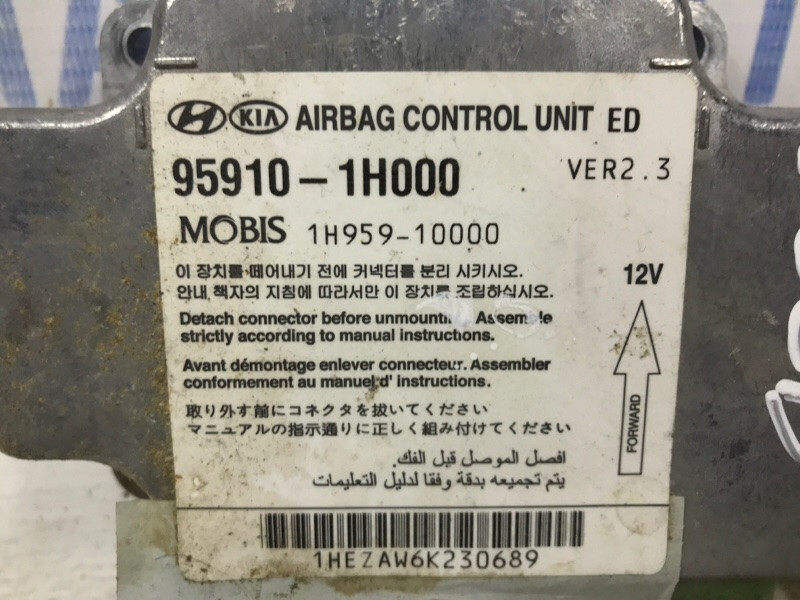 KIA AIRBAG CONTROL UNIT ED
95910-1H000 VER2.3
MOBIS 1H959-10000
이 장치를 떼어내기 전에 커넥터를 분리 시키시오.
안내 책자의 지침에 따라서만 이 장치를 조립하십시오.
12V
Detach connector before unmounting. Assemble
strictly according to manual instructions.
Avant démontage enlever connecteur. Assembler
conformement au manuel d' instructions.
FORWARD
取り外す前にコネクタを抜いてください
マニュアルの指示通りに正しく組み付けてください
افصل الموصل قبل الفك.
يتم تجميعه بدقة وفقا لدليل التعليمات
1HEZAW6K230689